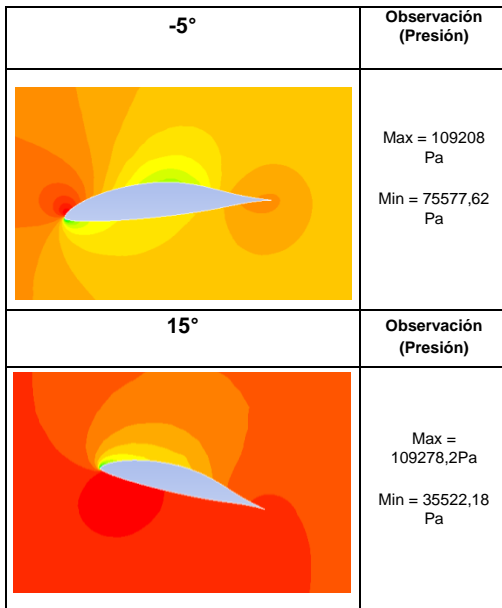 -5°
Observación
(Presión)
Max = 109208
Pa
Min = 75577,62
Pa
15°
Observación
(Presión)
Max =
109278,2Pa
Min = 35522,18
Pa